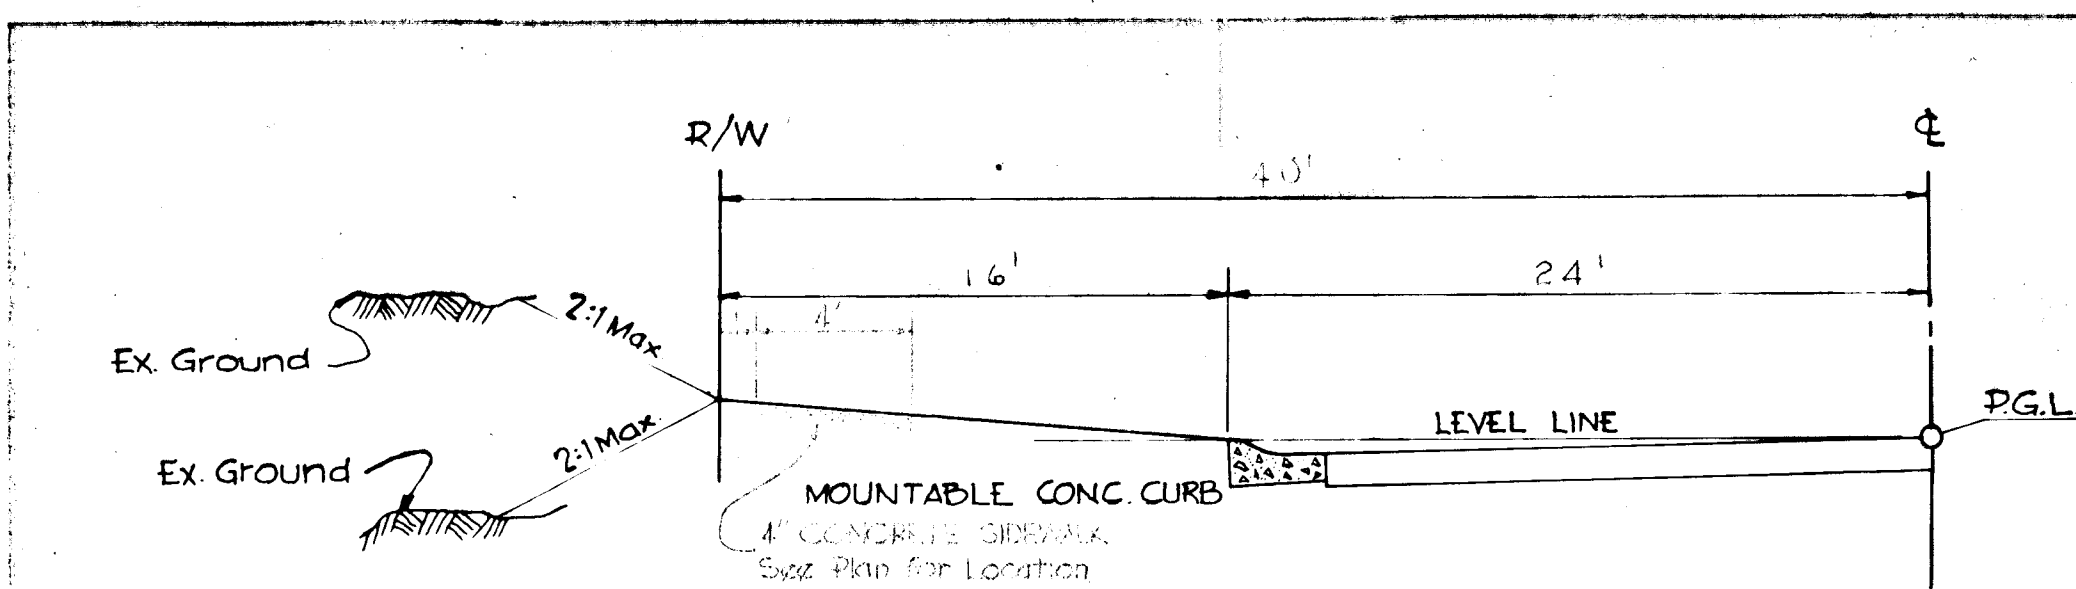 R/W
℄
40'
16'
24'
4'
2:1 Max
Ex. Ground
LEVEL LINE
P.G.L.
2:1 Max
Ex. Ground
MOUNTABLE CONC. CURB
4" CONCRETE SIDEWALK
See Plan for Location